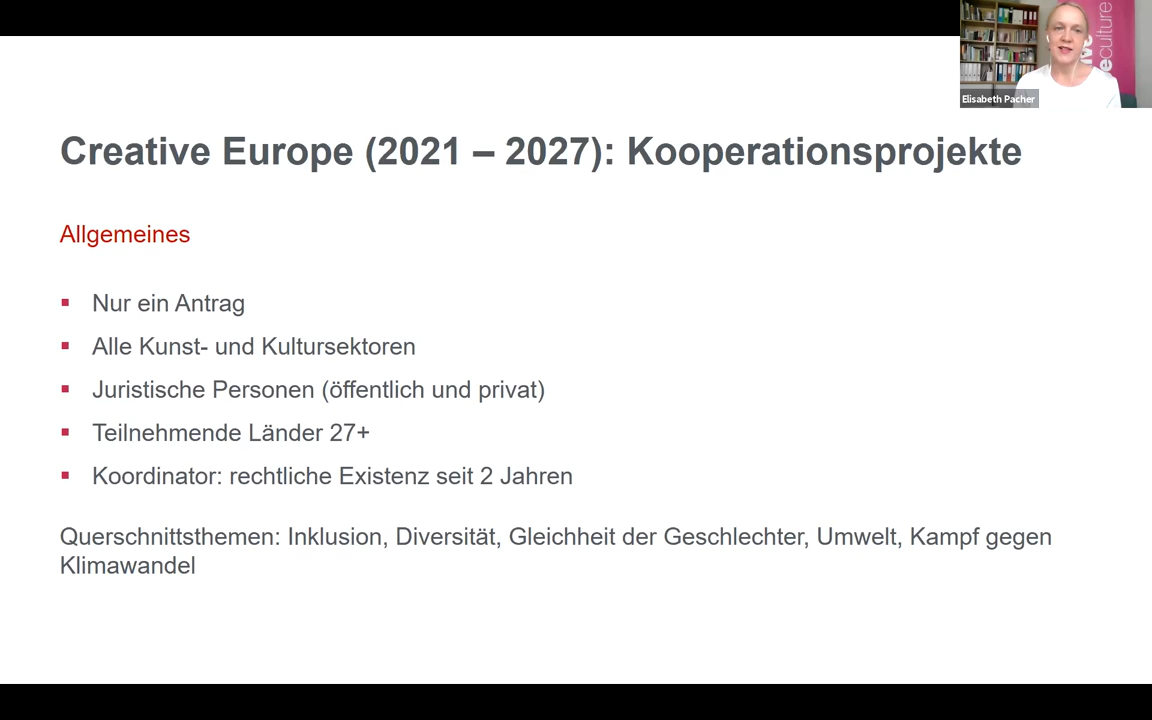 Creative Europe (2021 – 2027): Kooperationsprojekte
Allgemeines
Nur ein Antrag
Alle Kunst- und Kultursektoren
Juristische Personen (öffentlich und privat)
Teilnehmende Länder 27+
Koordinator: rechtliche Existenz seit 2 Jahren
Querschnittsthemen: Inklusion, Diversität, Gleichheit der Geschlechter, Umwelt, Kampf gegen
Klimawandel
Elisabeth Pacher
eculture